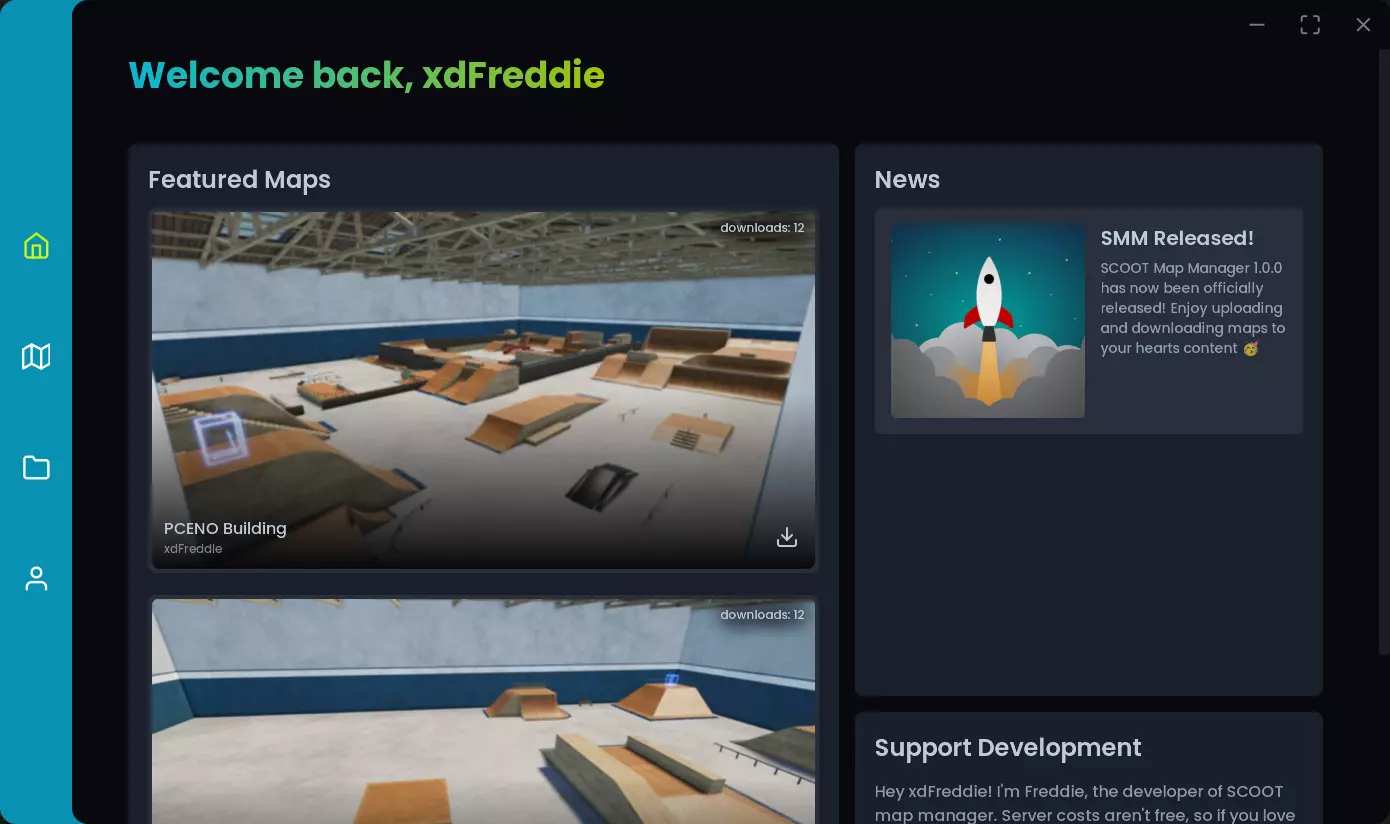 Welcome back, xdFreddie
Featured Maps
downloads: 12
PCENO Building
xdFreddie
downloads: 12
News
SMM Released!
SCOOT Map Manager 1.0.0
has now been officially
released! Enjoy uploading
and downloading maps to
your hearts content 🥳
Support Development
Hey xdFreddie! I'm Freddie, the developer of SCOOT
map manager. Server costs aren't free, so if you love